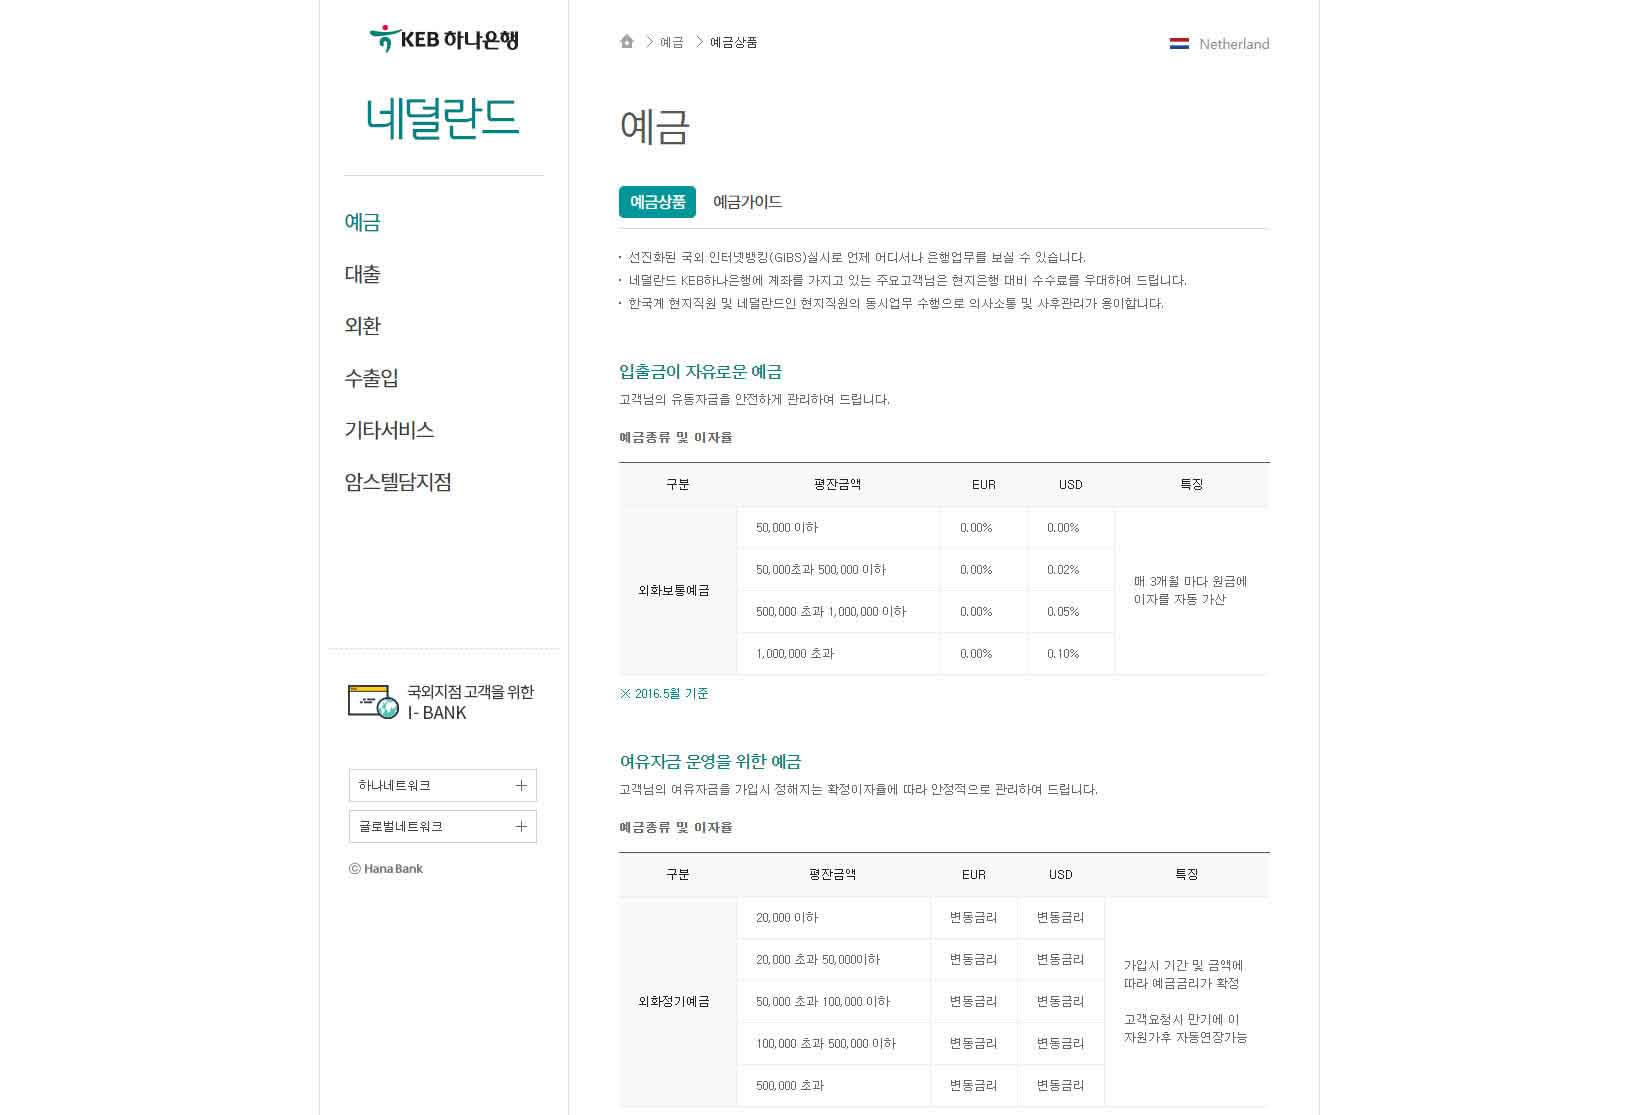 KEB 하나은행
네덜란드
예금
대출
외환
수출입
기타서비스
암스텔담지점
국외지점 고객을 위한
I- BANK
하나네트워크
글로벌네트워크
ⓒ Hana Bank
예금 > 예금상품
Netherland
예금
예금상품 예금가이드
· 선진화된 국외 인터넷뱅킹(GIBS)실시로 언제 어디서나 은행업무를 보실 수 있습니다.
· 네덜란드 KEB하나은행에 계좌를 가지고 있는 주요고객님은 현지은행 대비 수수료를 우대하여 드립니다.
· 한국계 현지직원 및 네덜란드인 현지직원의 동시업무 수행으로 의사소통 및 사후관리가 용이합니다.
입출금이 자유로운 예금
고객님의 유동자금을 안전하게 관리하여 드립니다.
예금종류 및 이자율
구분 평잔금액 EUR USD 특징
외화보통예금
50,000 이하 0.00% 0.00%
50,000초과 500,000 이하 0.00% 0.02%
500,000 초과 1,000,000 이하 0.00% 0.05%
1,000,000 초과 0.00% 0.10%
매 3개월 마다 원금에
이자를 자동 가산
※ 2016.5월 기준
여유자금 운영을 위한 예금
고객님의 여유자금을 가입시 정해지는 확정이자율에 따라 안정적으로 관리하여 드립니다.
예금종류 및 이자율
구분 평잔금액 EUR USD 특징
외화정기예금
20,000 이하 변동금리 변동금리
20,000 초과 50,000이하 변동금리 변동금리
50,000 초과 100,000 이하 변동금리 변동금리
100,000 초과 500,000 이하 변동금리 변동금리
500,000 초과 변동금리 변동금리
가입시 기간 및 금액에
따라 예금금리가 확정
고객요청시 만기에 이
자원가후 자동연장가능